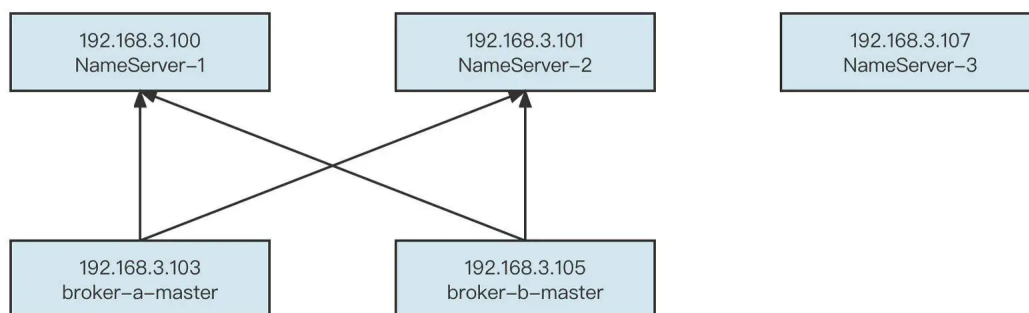 192.168.3.100
NameServer–1
192.168.3.101
NameServer–2
192.168.3.107
NameServer–3
192.168.3.103
broker–a–master
192.168.3.105
broker–b–master